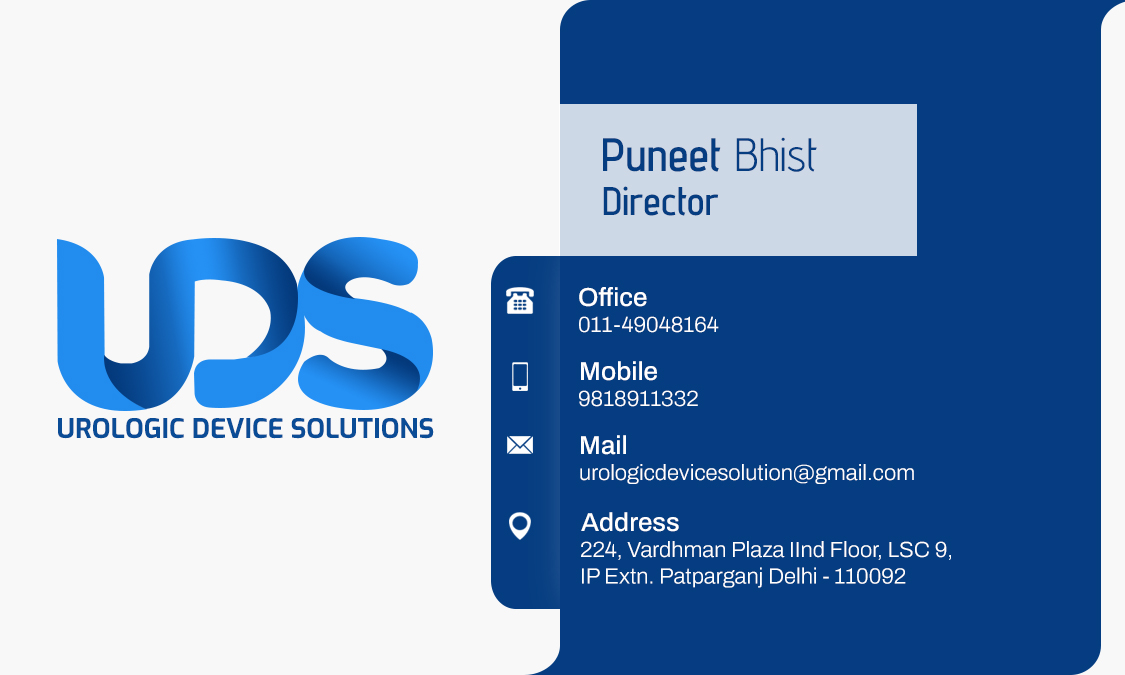 UDS
UROLOGIC DEVICE SOLUTIONS
Puneet Bhist
Director
Office
011-49048164
Mobile
9818911332
Mail
urologicdevicesolution@gmail.com
Address
224, Vardhman Plaza IInd Floor, LSC 9,
IP Extn. Patparganj Delhi - 110092